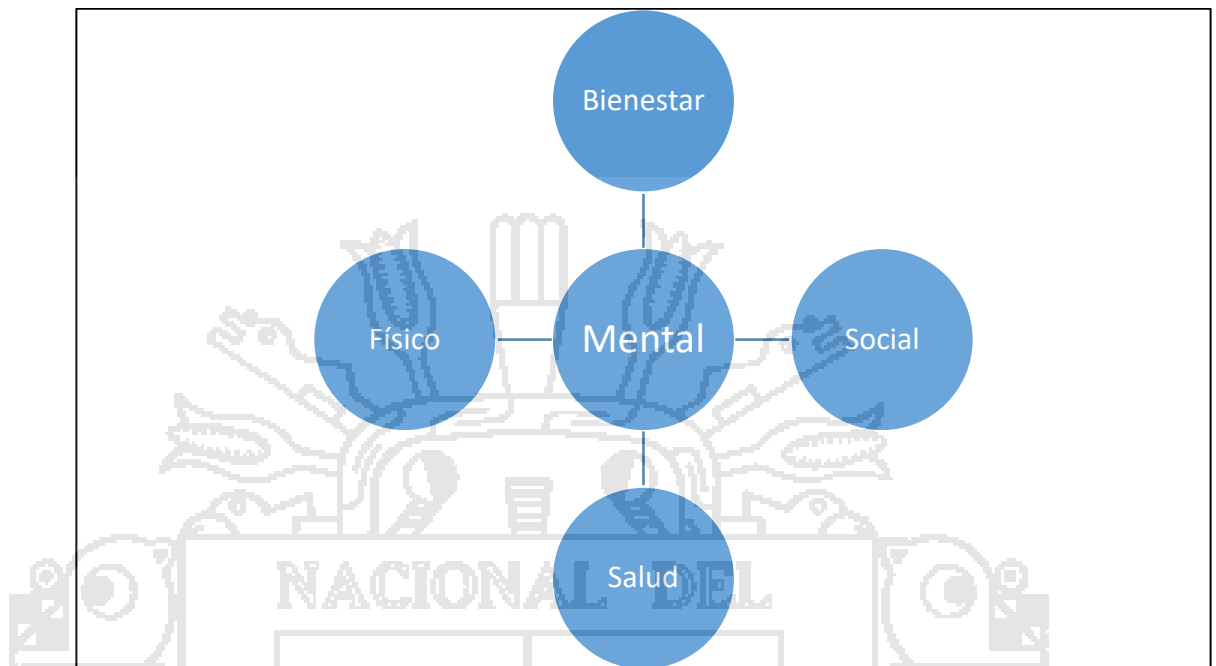 Bienestar
Físico
Mental
Social
Salud
NACIONAL DEL